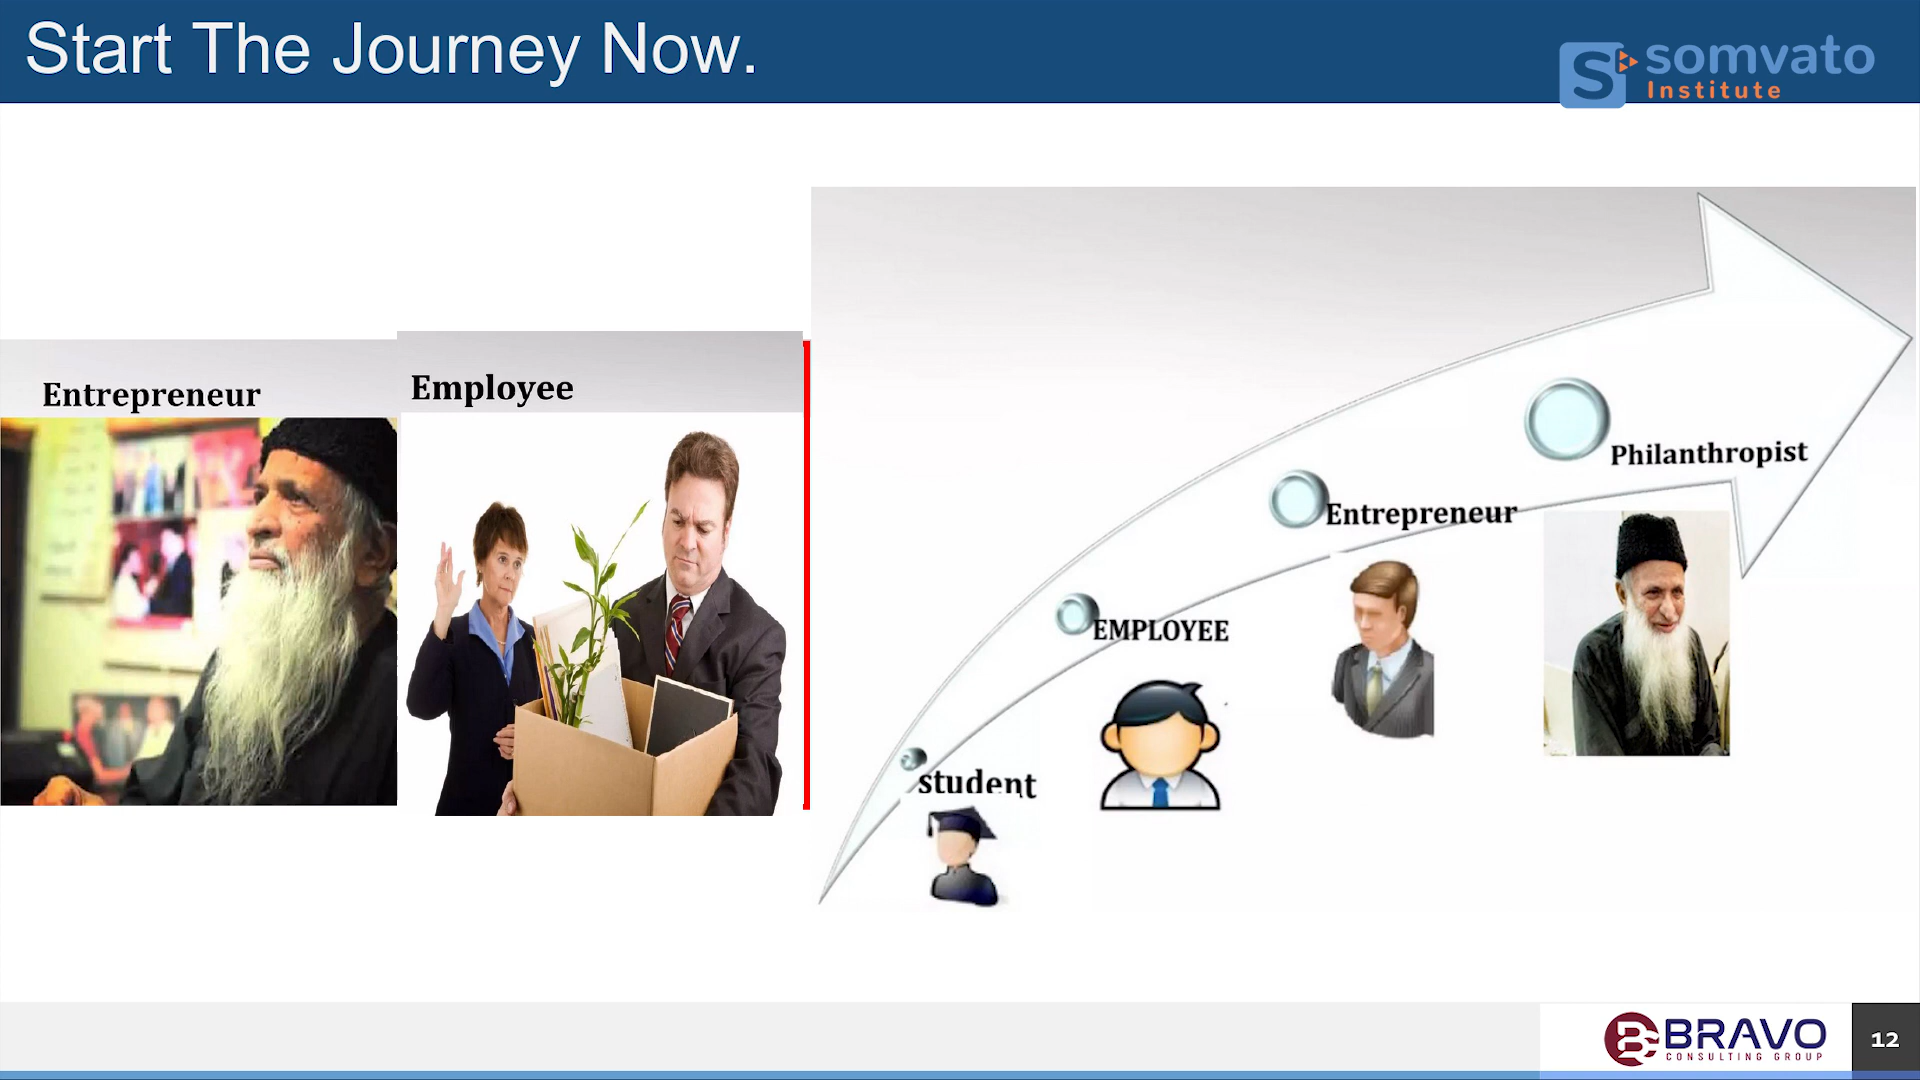 Start The Journey Now.
somvato
Institute
Entrepreneur
Employee
Philanthropist
Entrepreneur
EMPLOYEE
student
BRAVO
CONSULTING GROUP
12